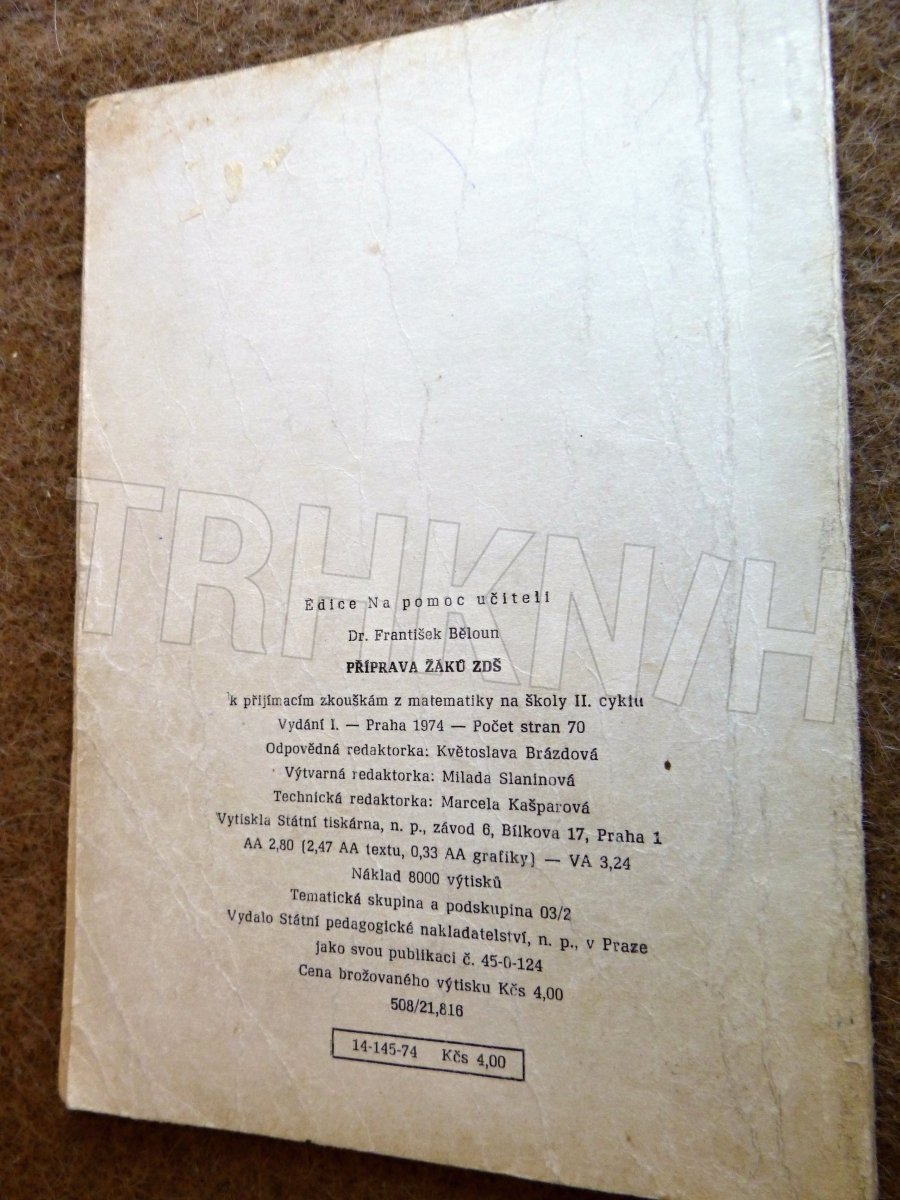 TRHKN/H
Edice Na pomoc učiteli
Dr. František Běloun
PŘÍPRAVA ŽÁKŮ ZDŠ
k přijímacím zkouškám z matematiky na školy II. cyklu
Vydání I. — Praha 1974 — Počet stran 70
Odpovědná redaktorka: Květoslava Brázdová
Výtvarná redaktorka: Milada Slaninová
Technická redaktorka: Marcela Kašparová
Vytiskla Státní tiskárna, n. p., závod 6, Bílkova 17, Praha 1
AA 2,80 (2,47 AA textu, 0,33 AA grafiky) — VA 3,24
Náklad 8000 výtisků
Tematická skupina a podskupina 03/2
Vydalo Státní pedagogické nakladatelství, n. p., v Praze
jako svou publikaci č. 45-0-124
Cena brožovaného výtisku Kčs 4,00
508/21,816
14-145-74 Kčs 4,00